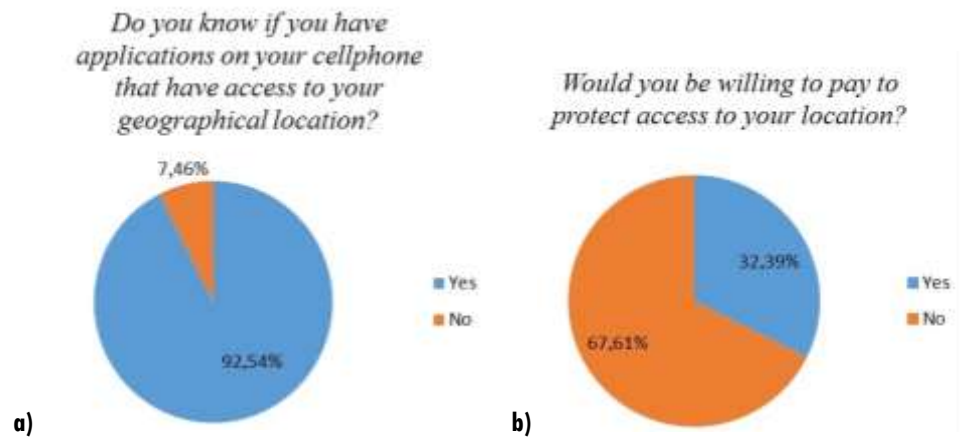 Do you know if you have
applications on your cellphone
that have access to your
geographical location?
7,46%
92,54%
Yes
No
a)
Would you be willing to pay to
protect access to your location?
32,39%
67,61%
Yes
No
b)